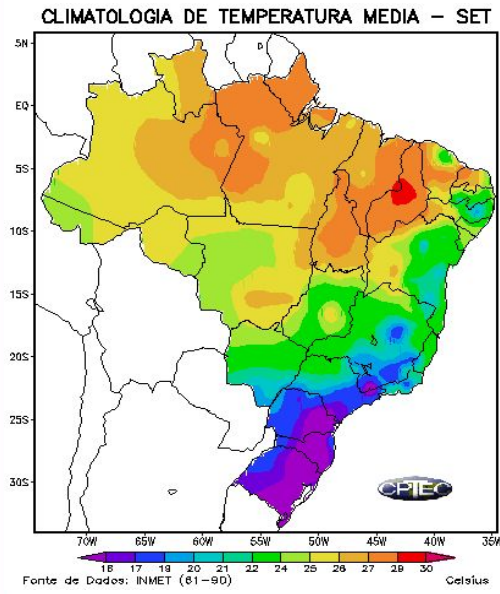 CLIMATOLOGIA DE TEMPERATURA MEDIA – SET
5N
EQ
5S
10S
15S
20S
25S
30S
CPTEC
70W 65W 60W 55W 50W 45W 40W 35W
16 17 19 20 21 22 24 25 26 27 29 30
Fonte de Dados: INMET (61–90) Celsius